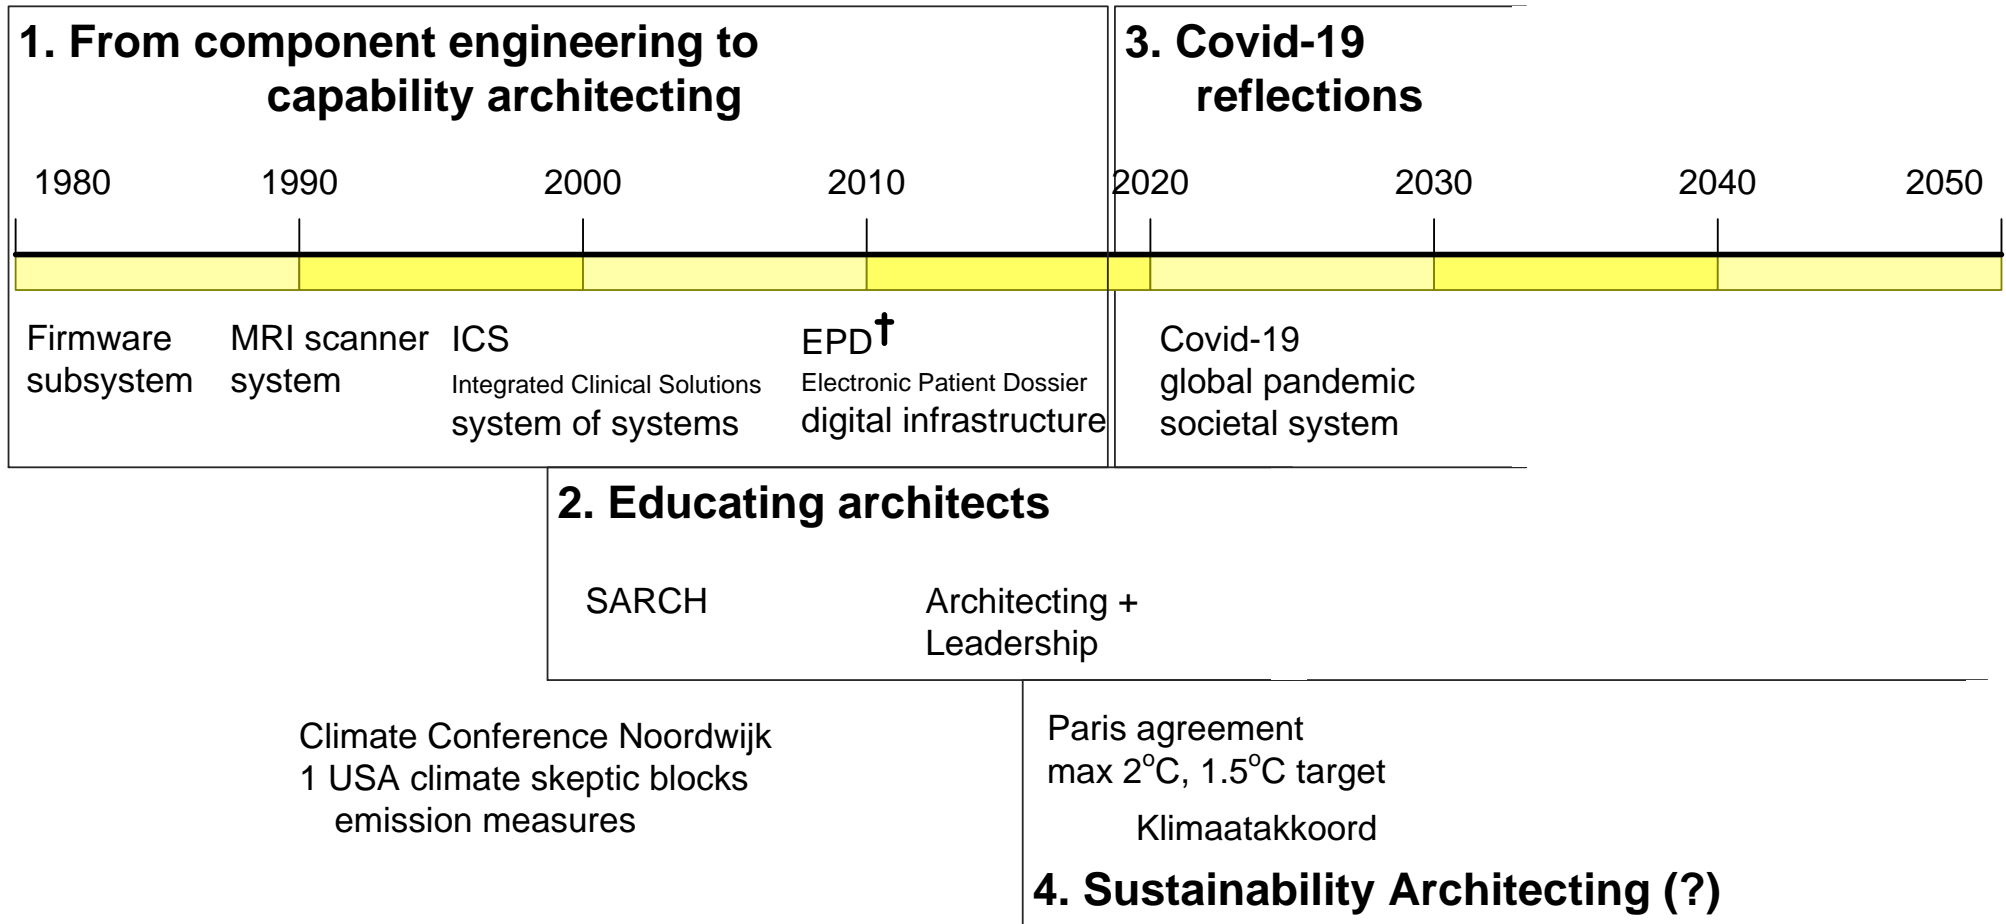 1. From component engineering to
capability architecting
3. Covid-19
reflections
1980 1990 2000 2010 2020 2030 2040 2050
Firmware
subsystem
MRI scanner
system
ICS
Integrated Clinical Solutions
system of systems
EPD✝
Electronic Patient Dossier
digital infrastructure
Covid-19
global pandemic
societal system
2. Educating architects
SARCH
Architecting +
Leadership
Climate Conference Noordwijk
1 USA climate skeptic blocks
emission measures
Paris agreement
max 2°C, 1.5°C target
Klimaatakkoord
4. Sustainability Architecting (?)